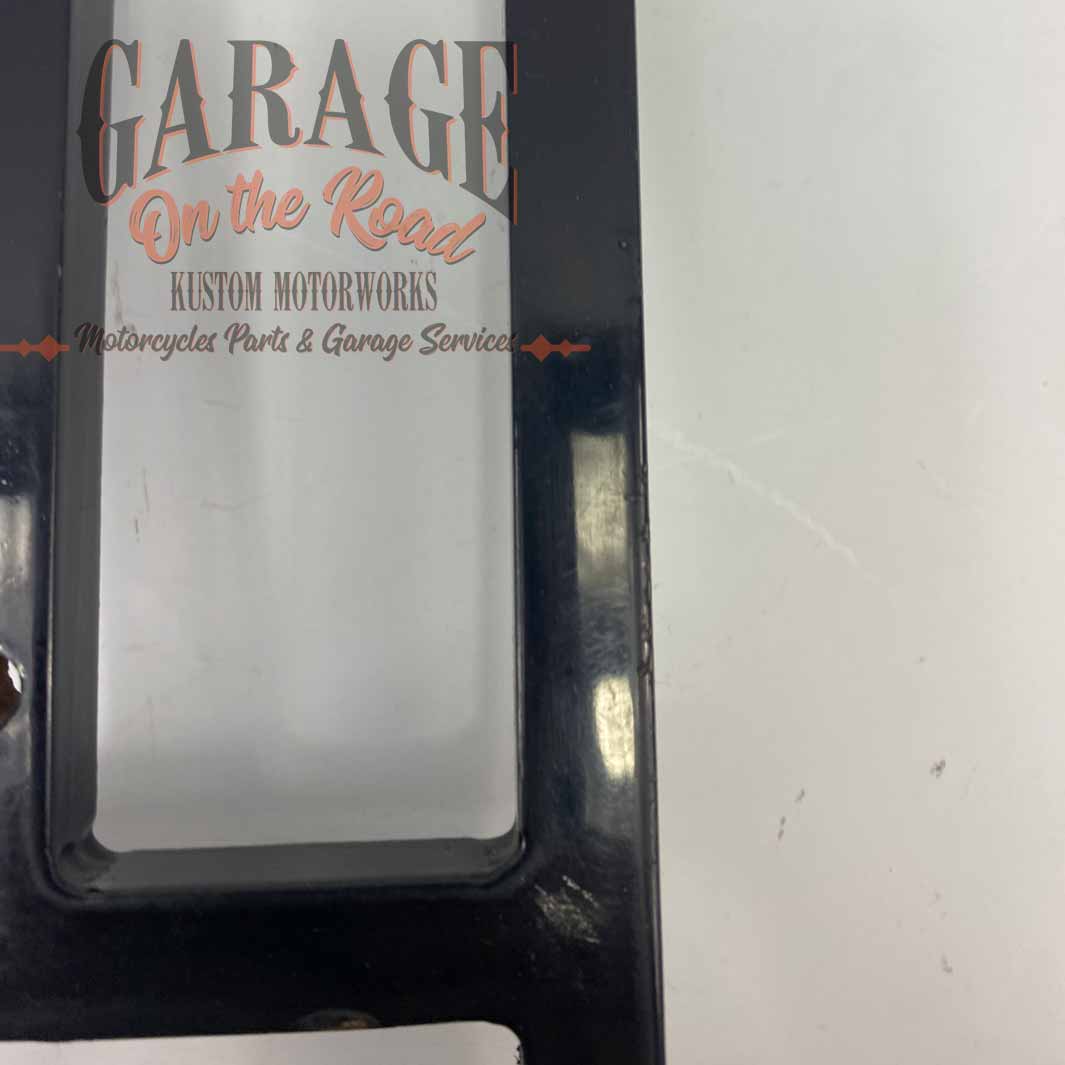 GARAGE
On the Road
KUSTOM MOTORWORKS
Motorcycles Parts & Garage Services